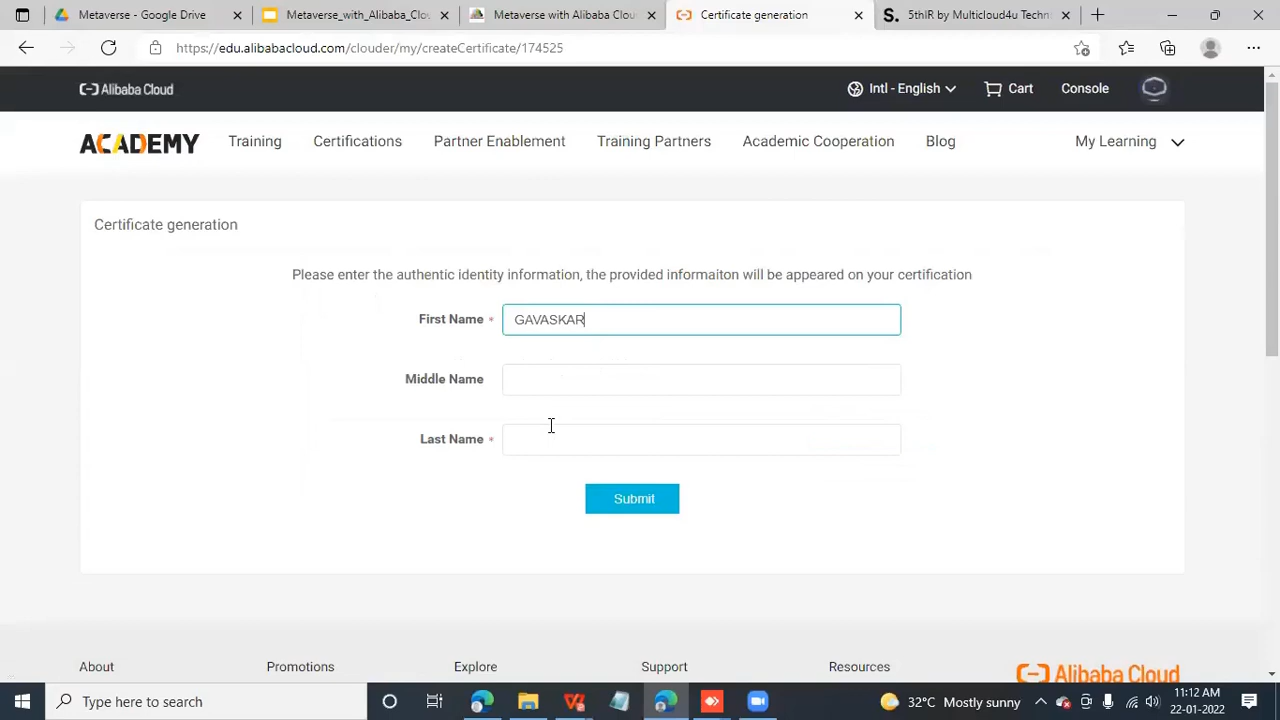 Metaverse - Google Drive
Metaverse_with_Alibaba_Clou
Metaverse with Alibaba Cloud
Certificate generation
5thIR by Multicloud4u Techn
https://edu.alibabacloud.com/clouder/my/createCertificate/174525
Alibaba Cloud
Intl - English
Cart
Console
ACADEMY
Training
Certifications
Partner Enablement
Training Partners
Academic Cooperation
Blog
My Learning
Certificate generation
Please enter the authentic identity information, the provided informaiton will be appeared on your certification
First Name *
GAVASKAR
Middle Name
Last Name *
Submit
About
Promotions
Explore
Support
Resources
Alibaba Cloud
Type here to search
32°C Mostly sunny
11:12 AM
22-01-2022